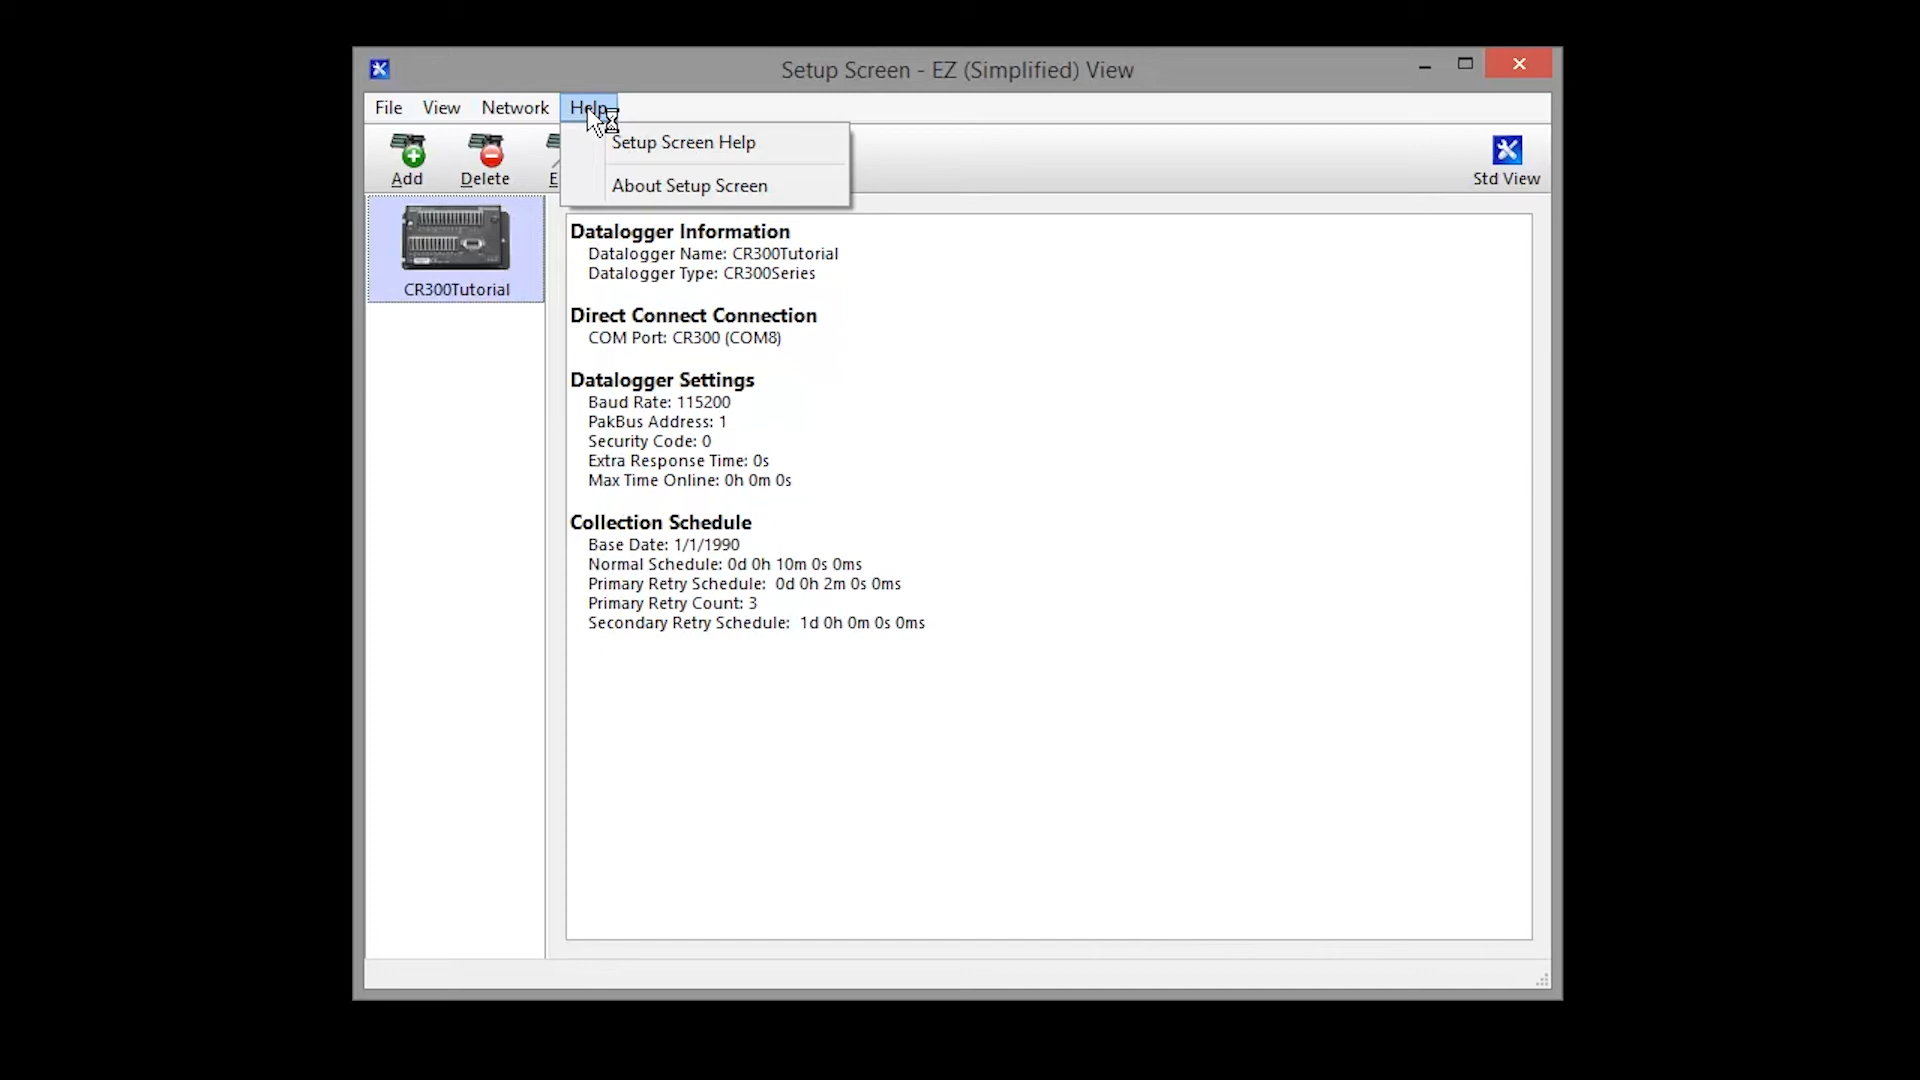 Setup Screen - EZ (Simplified) View
File View Network Help
Setup Screen Help
About Setup Screen
Add Delete Std View
CR300Tutorial
Datalogger Information
Datalogger Name: CR300Tutorial
Datalogger Type: CR300Series
Direct Connect Connection
COM Port: CR300 (COM8)
Datalogger Settings
Baud Rate: 115200
PakBus Address: 1
Security Code: 0
Extra Response Time: 0s
Max Time Online: 0h 0m 0s
Collection Schedule
Base Date: 1/1/1990
Normal Schedule: 0d 0h 10m 0s 0ms
Primary Retry Schedule:  0d 0h 2m 0s 0ms
Primary Retry Count: 3
Secondary Retry Schedule:  1d 0h 0m 0s 0ms